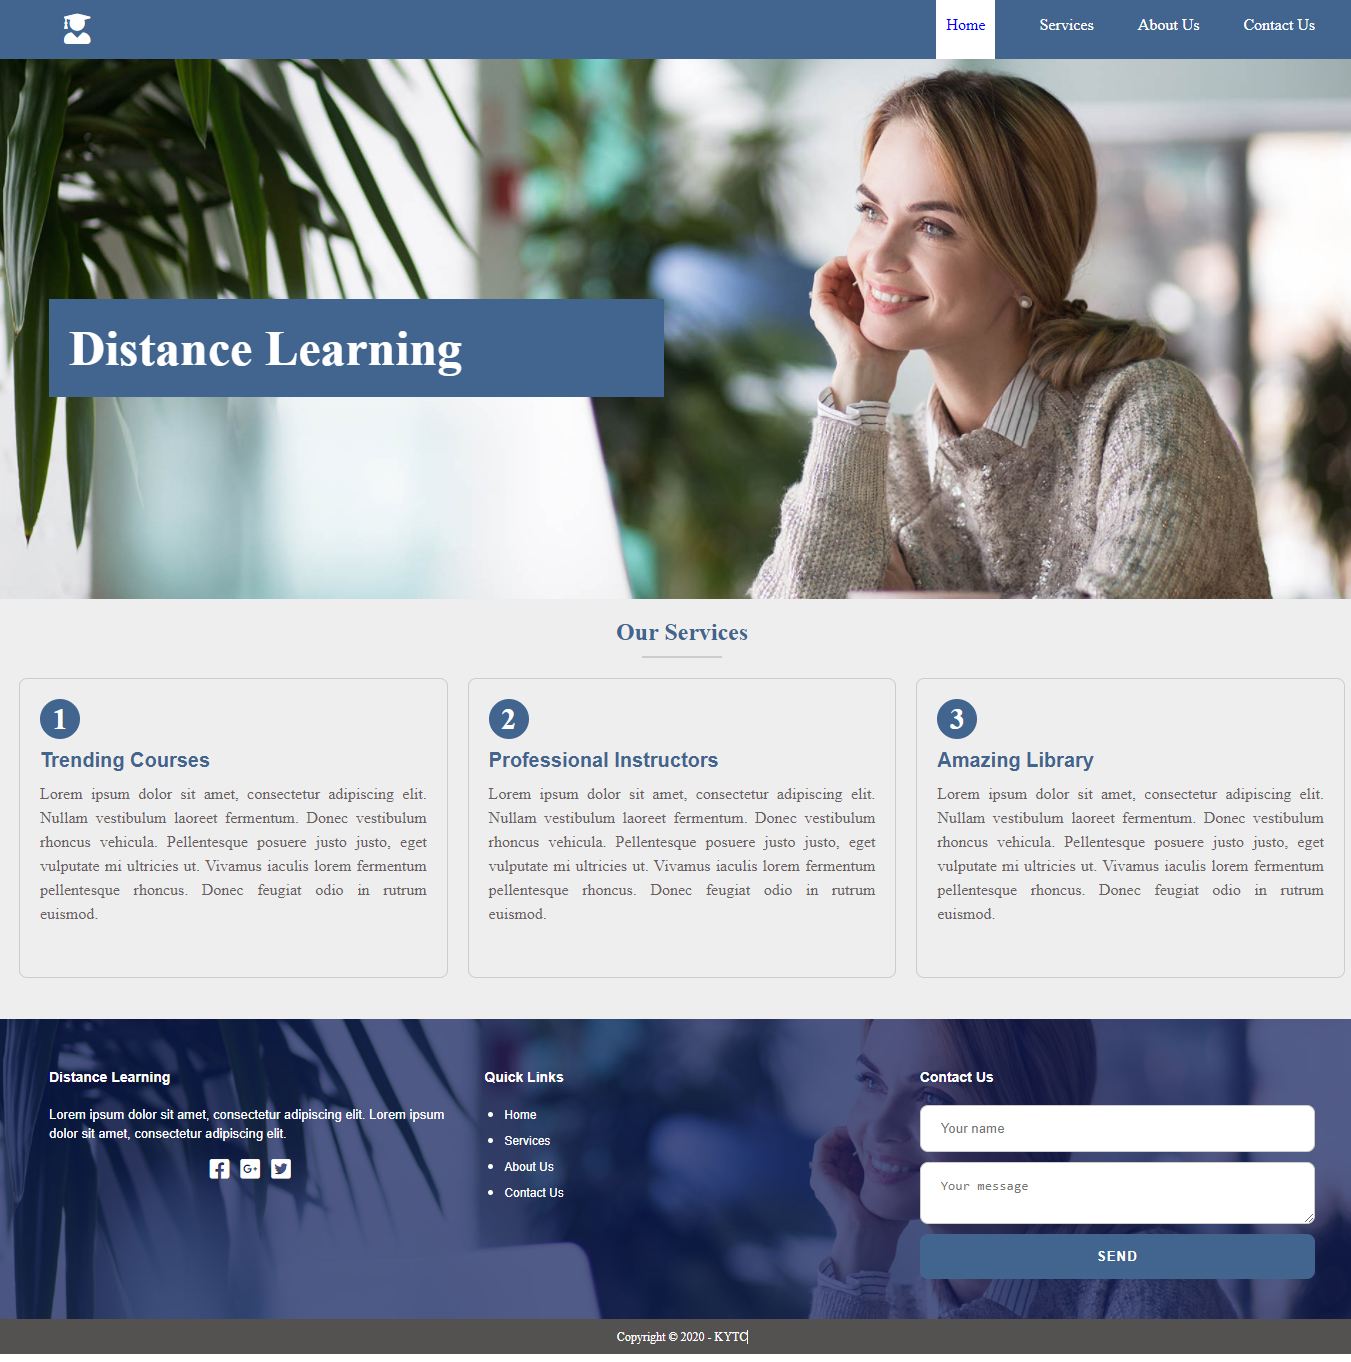 Home Services About Us Contact Us
Distance Learning
Our Services
1
Trending Courses
Lorem ipsum dolor sit amet, consectetur adipiscing elit.
Nullam vestibulum laoreet fermentum. Donec vestibulum
rhoncus vehicula. Pellentesque posuere justo justo, eget
vulputate mi ultricies ut. Vivamus iaculis lorem fermentum
pellentesque rhoncus. Donec feugiat odio in rutrum
euismod.
2
Professional Instructors
Lorem ipsum dolor sit amet, consectetur adipiscing elit.
Nullam vestibulum laoreet fermentum. Donec vestibulum
rhoncus vehicula. Pellentesque posuere justo justo, eget
vulputate mi ultricies ut. Vivamus iaculis lorem fermentum
pellentesque rhoncus. Donec feugiat odio in rutrum
euismod.
3
Amazing Library
Lorem ipsum dolor sit amet, consectetur adipiscing elit.
Nullam vestibulum laoreet fermentum. Donec vestibulum
rhoncus vehicula. Pellentesque posuere justo justo, eget
vulputate mi ultricies ut. Vivamus iaculis lorem fermentum
pellentesque rhoncus. Donec feugiat odio in rutrum
euismod.
Distance Learning
Lorem ipsum dolor sit amet, consectetur adipiscing elit. Lorem ipsum
dolor sit amet, consectetur adipiscing elit.
Quick Links
Home
Services
About Us
Contact Us
Contact Us
Your name
Your message
SEND
Copyright © 2020 - KYTC